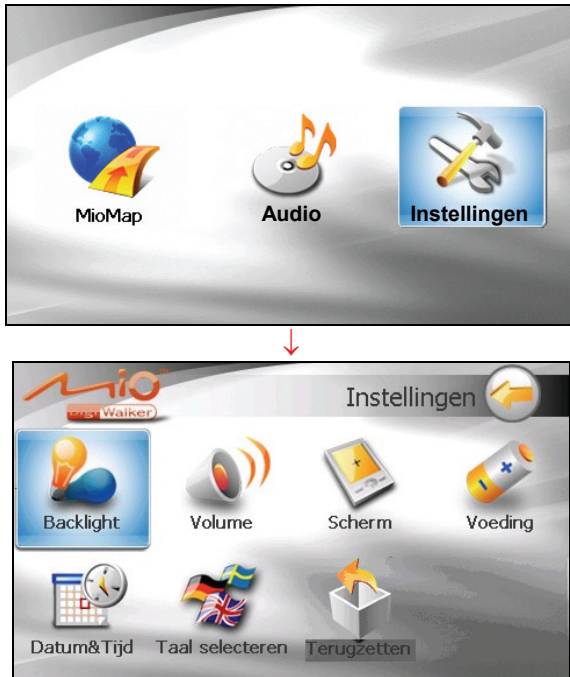 MioMap Audio Instellingen
↓
Mio
DigiWalker
Instellingen
Backlight Volume Scherm Voeding
Datum&Tijd Taal selecteren Terugzetten